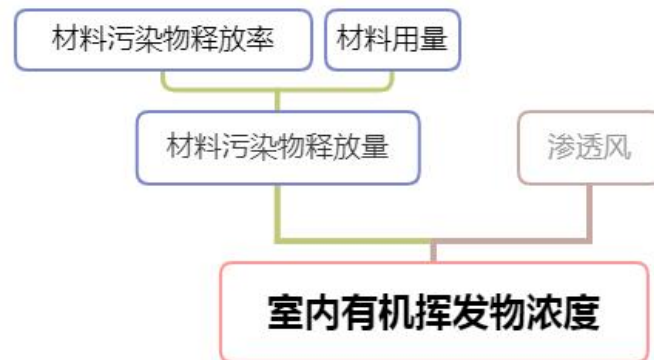 材料污染物释放率
材料用量
材料污染物释放量
渗透风
室内有机挥发物浓度